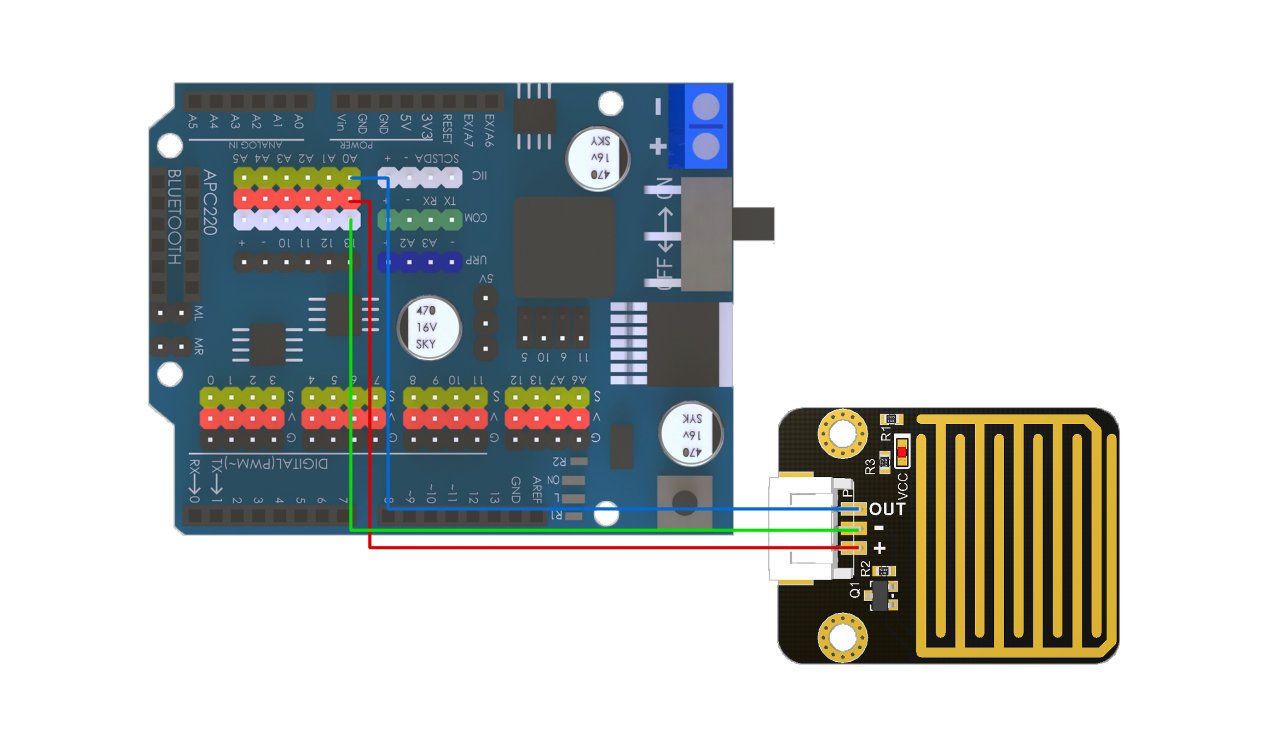 A5 A4 A3 A2 A1 A0
Vin GND GND 5V 3V3 RESET EX/A7 EX/A6
ANALOG IN
POWER
A5 A4 A3 A2 A1 A0
+ - SDA SCL
IIC
+ - RX TX
COM
+ - 10 11 12 13
+ A2 A3 -
URP
BLUETOOTH
APC220
ML
MR
5V
SKY
16v
470
-
+
OFF ON
470
16V
SKY
5 10 6 11
0 1 2 3
4 5 6 7
8 9 10 11
12 13 A7 A6
S S S S
V V V V
G G G G
SYK
16v
470
DIGITAL(PWM~)
RX TX
0 1 2 3 4 5 6 7
8 ~9 ~10 ~11 12 13 GND AREF
R2
ON
L
R1
R1
R3
VCC
P
OUT
-
+
R2
Q1